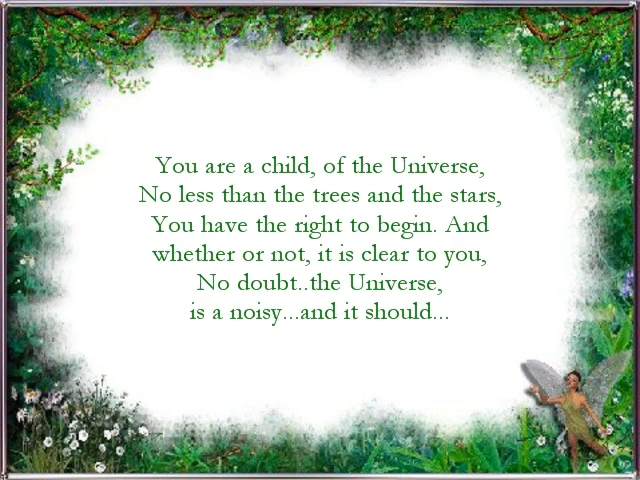 You are a child, of the Universe,
No less than the trees and the stars,
You have the right to begin. And
whether or not, it is clear to you,
No doubt..the Universe,
is a noisy...and it should...